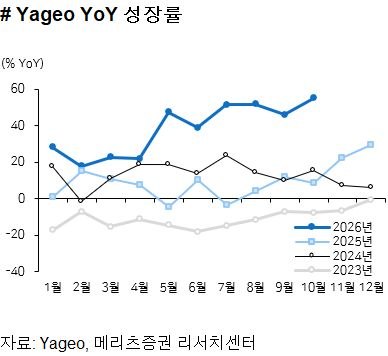 # Yageo YoY 성장률
(% YoY)
60
40
20
0
-20
-40
2026년
2025년
2024년
2023년
1월 2월 3월 4월 5월 6월 7월 8월 9월 10월 11월 12월
자료: Yageo, 메리츠증권 리서치센터